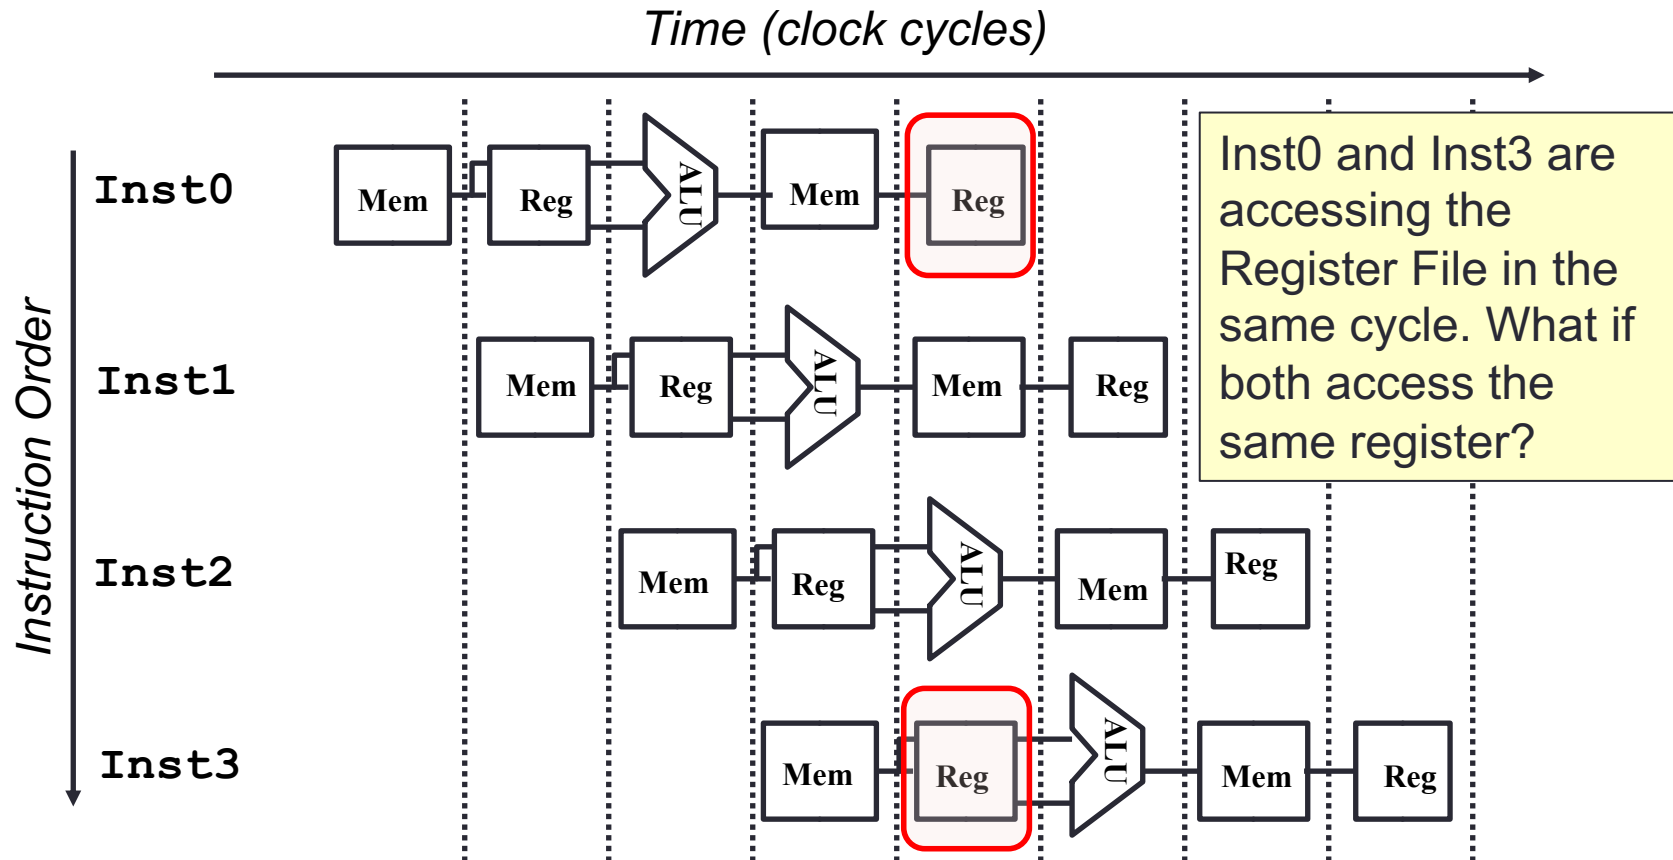 Time (clock cycles)
Instruction Order
Inst0
Mem
Reg
ALU
Mem
Reg
Inst0 and Inst3 are
accessing the
Register File in the
same cycle. What if
both access the
same register?
Inst1
Mem
Reg
ALU
Mem
Reg
Inst2
Mem
Reg
ALU
Mem
Reg
Inst3
Mem
Reg
ALU
Mem
Reg